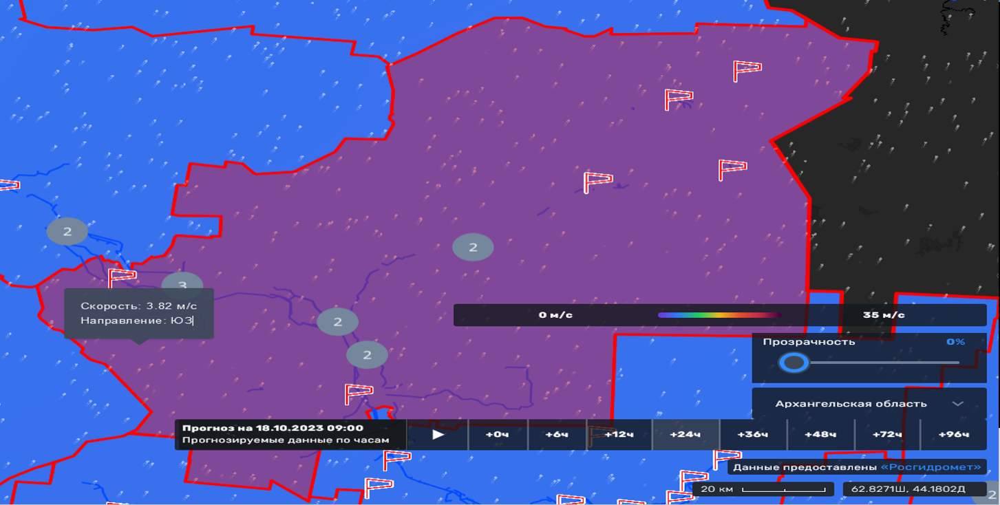 2
3
Скорость: 3.82 м/с
Направление: ЮЗ
2
2
2
0 м/с
35 м/с
Прозрачность
0%
Архангельская область
Прогноз на 18.10.2023 09:00
Прогнозируемые данные по часам
+0ч
+6ч
+12ч
+24ч
+36ч
+48ч
+72ч
+96ч
Данные предоставлены «Росгидромет»
20 км
62.8271Ш, 44.1802Д
2